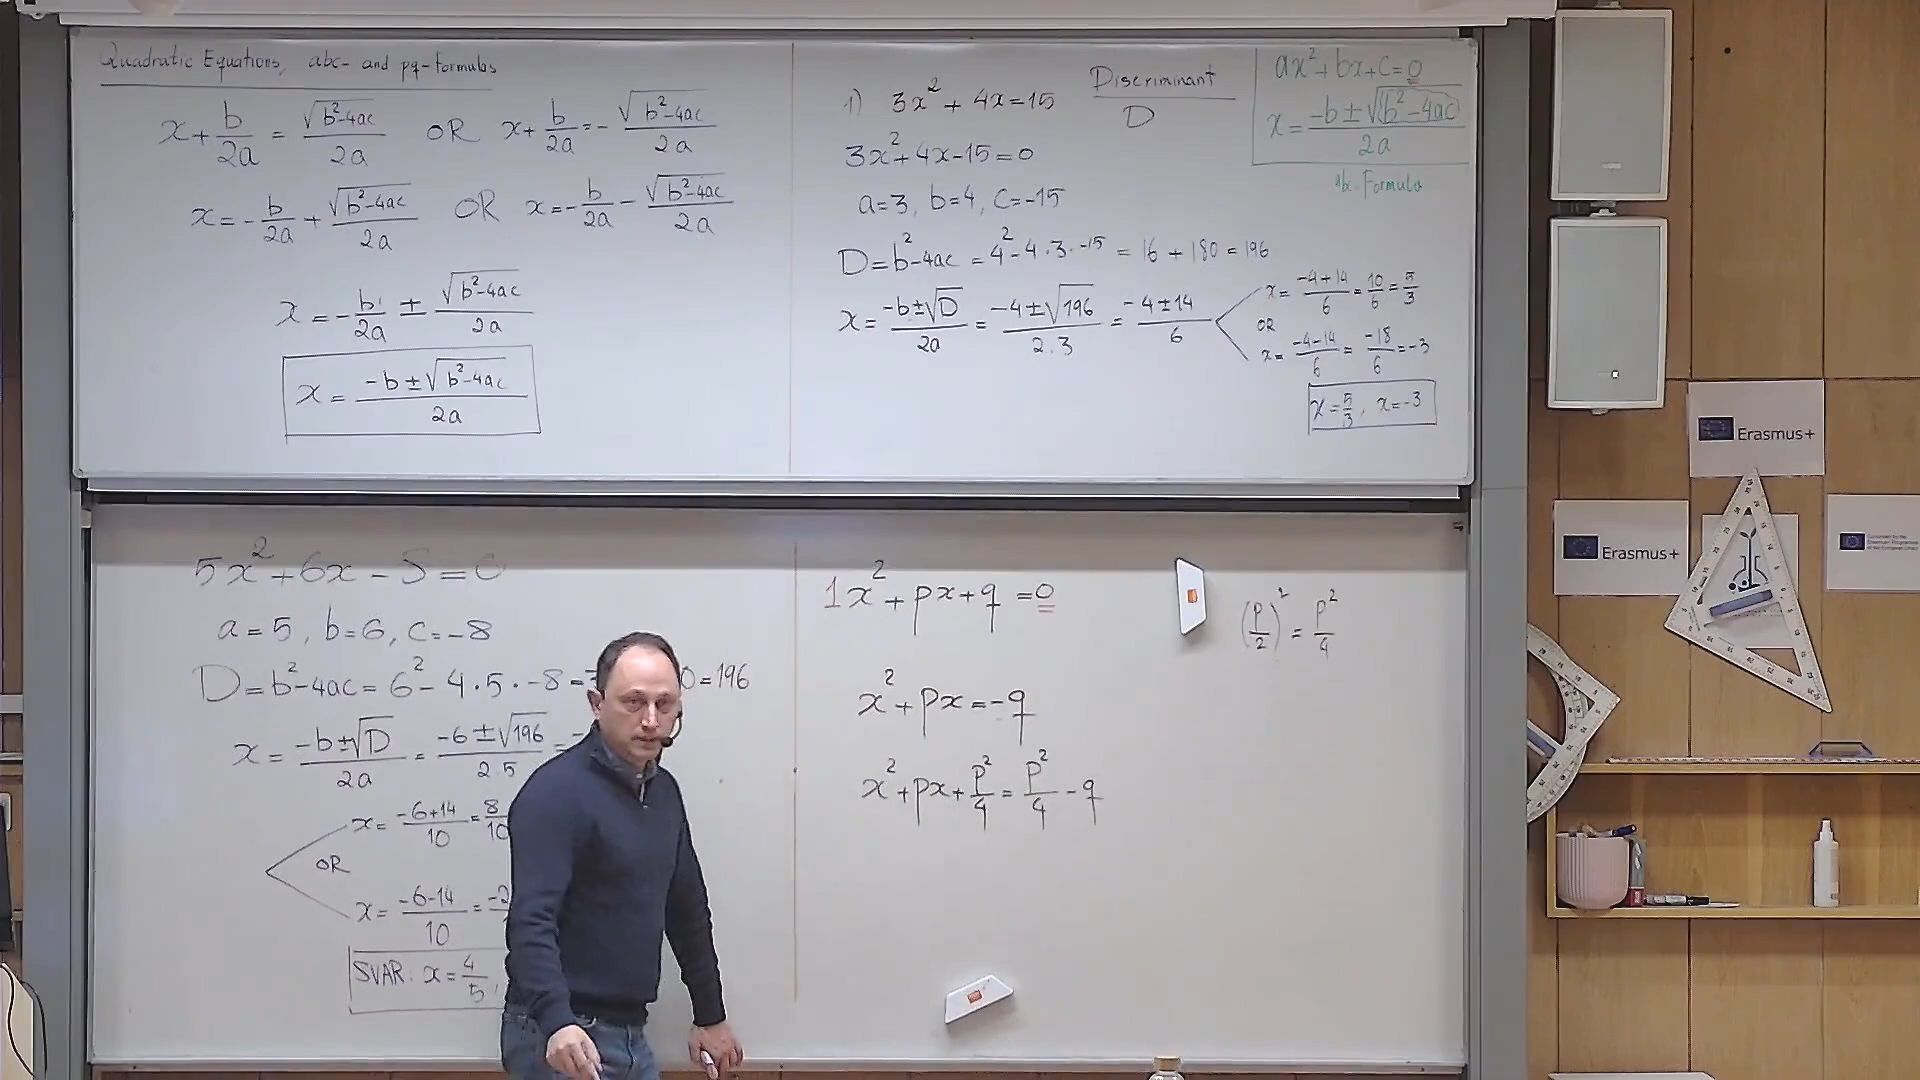 Quadratic Equations, abc- and pq-formulas
x + b/2a = √(b²-4ac)/2a OR x + b/2a = - √(b²-4ac)/2a
x = - b/2a + √(b²-4ac)/2a OR x = - b/2a - √(b²-4ac)/2a
x = - b/2a ± √(b²-4ac)/2a
x = (-b ± √(b²-4ac))/2a
1) 3x² + 4x = 15
3x² + 4x - 15 = 0
a = 3, b = 4, c = -15
D = b² - 4ac = 4² - 4 · 3 · -15 = 16 + 180 = 196
x = (-b ± √D)/2a = (-4 ± √196)/2.3 = (-4 ± 14)/6
x = (-4+14)/6 = 10/6 = 5/3
OR
x = (-4-14)/6 = -18/6 = -3
x = 5/3, x = -3
Discriminant
D
ax² + bx + c = 0
x = (-b ± √(b²-4ac))/2a
Formula
5x² + 6x - = 0
a = 5, b = 6, c = -8
D = b² - 4ac = 6² - 4 · 5 · -8 = 0 = 196
x = (-b ± √D)/2a = (-6 ± √196)/2.5 =
x = (-6+14)/10 = 8/10
OR
x = (-6-14)/10 =
SVAR: x = 4/5,
1x² + px + q = 0
x² + px = -q
x² + px + p²/4 = p²/4 - q
(p/2)² = p²/4
Erasmus+
Erasmus+